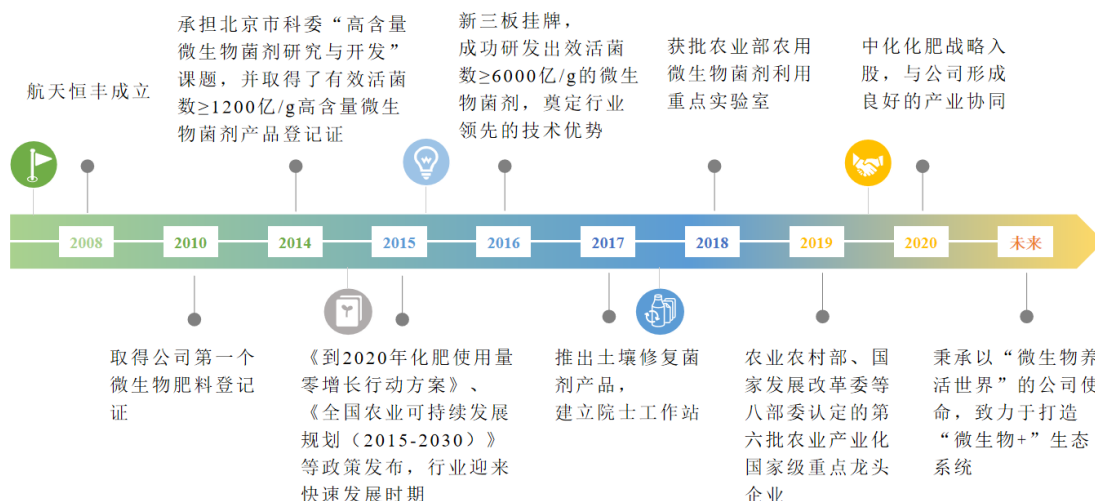 航天恒丰成立
承担北京市科委“高含量
微生物菌剂研究与开发”
课题，并取得了有效活菌
数≥1200亿/g高含量微生
物菌剂产品登记证
新三板挂牌，
成功研发出效活菌
数≥6000亿/g的微生
物菌剂，奠定行业
领先的技术优势
获批农业部农用
微生物菌剂利用
重点实验室
中化化肥战略入
股，与公司形成
良好的产业协同
2008
2010
2014
2015
2016
2017
2018
2019
2020
未来
取得公司第一个
微生物肥料登记
证
《到2020年化肥使用量
零增长行动方案》、
《全国农业可持续发展
规划（2015-2030）》
等政策发布，行业迎来
快速发展时期
推出土壤修复菌
剂产品，
建立院士工作站
农业农村部、国
家发展改革委等
八部委认定的第
六批农业产业化
国家级重点龙头
企业
秉承以“微生物养
活世界”的公司使
命，致力于打造
“微生物+”生态
系统